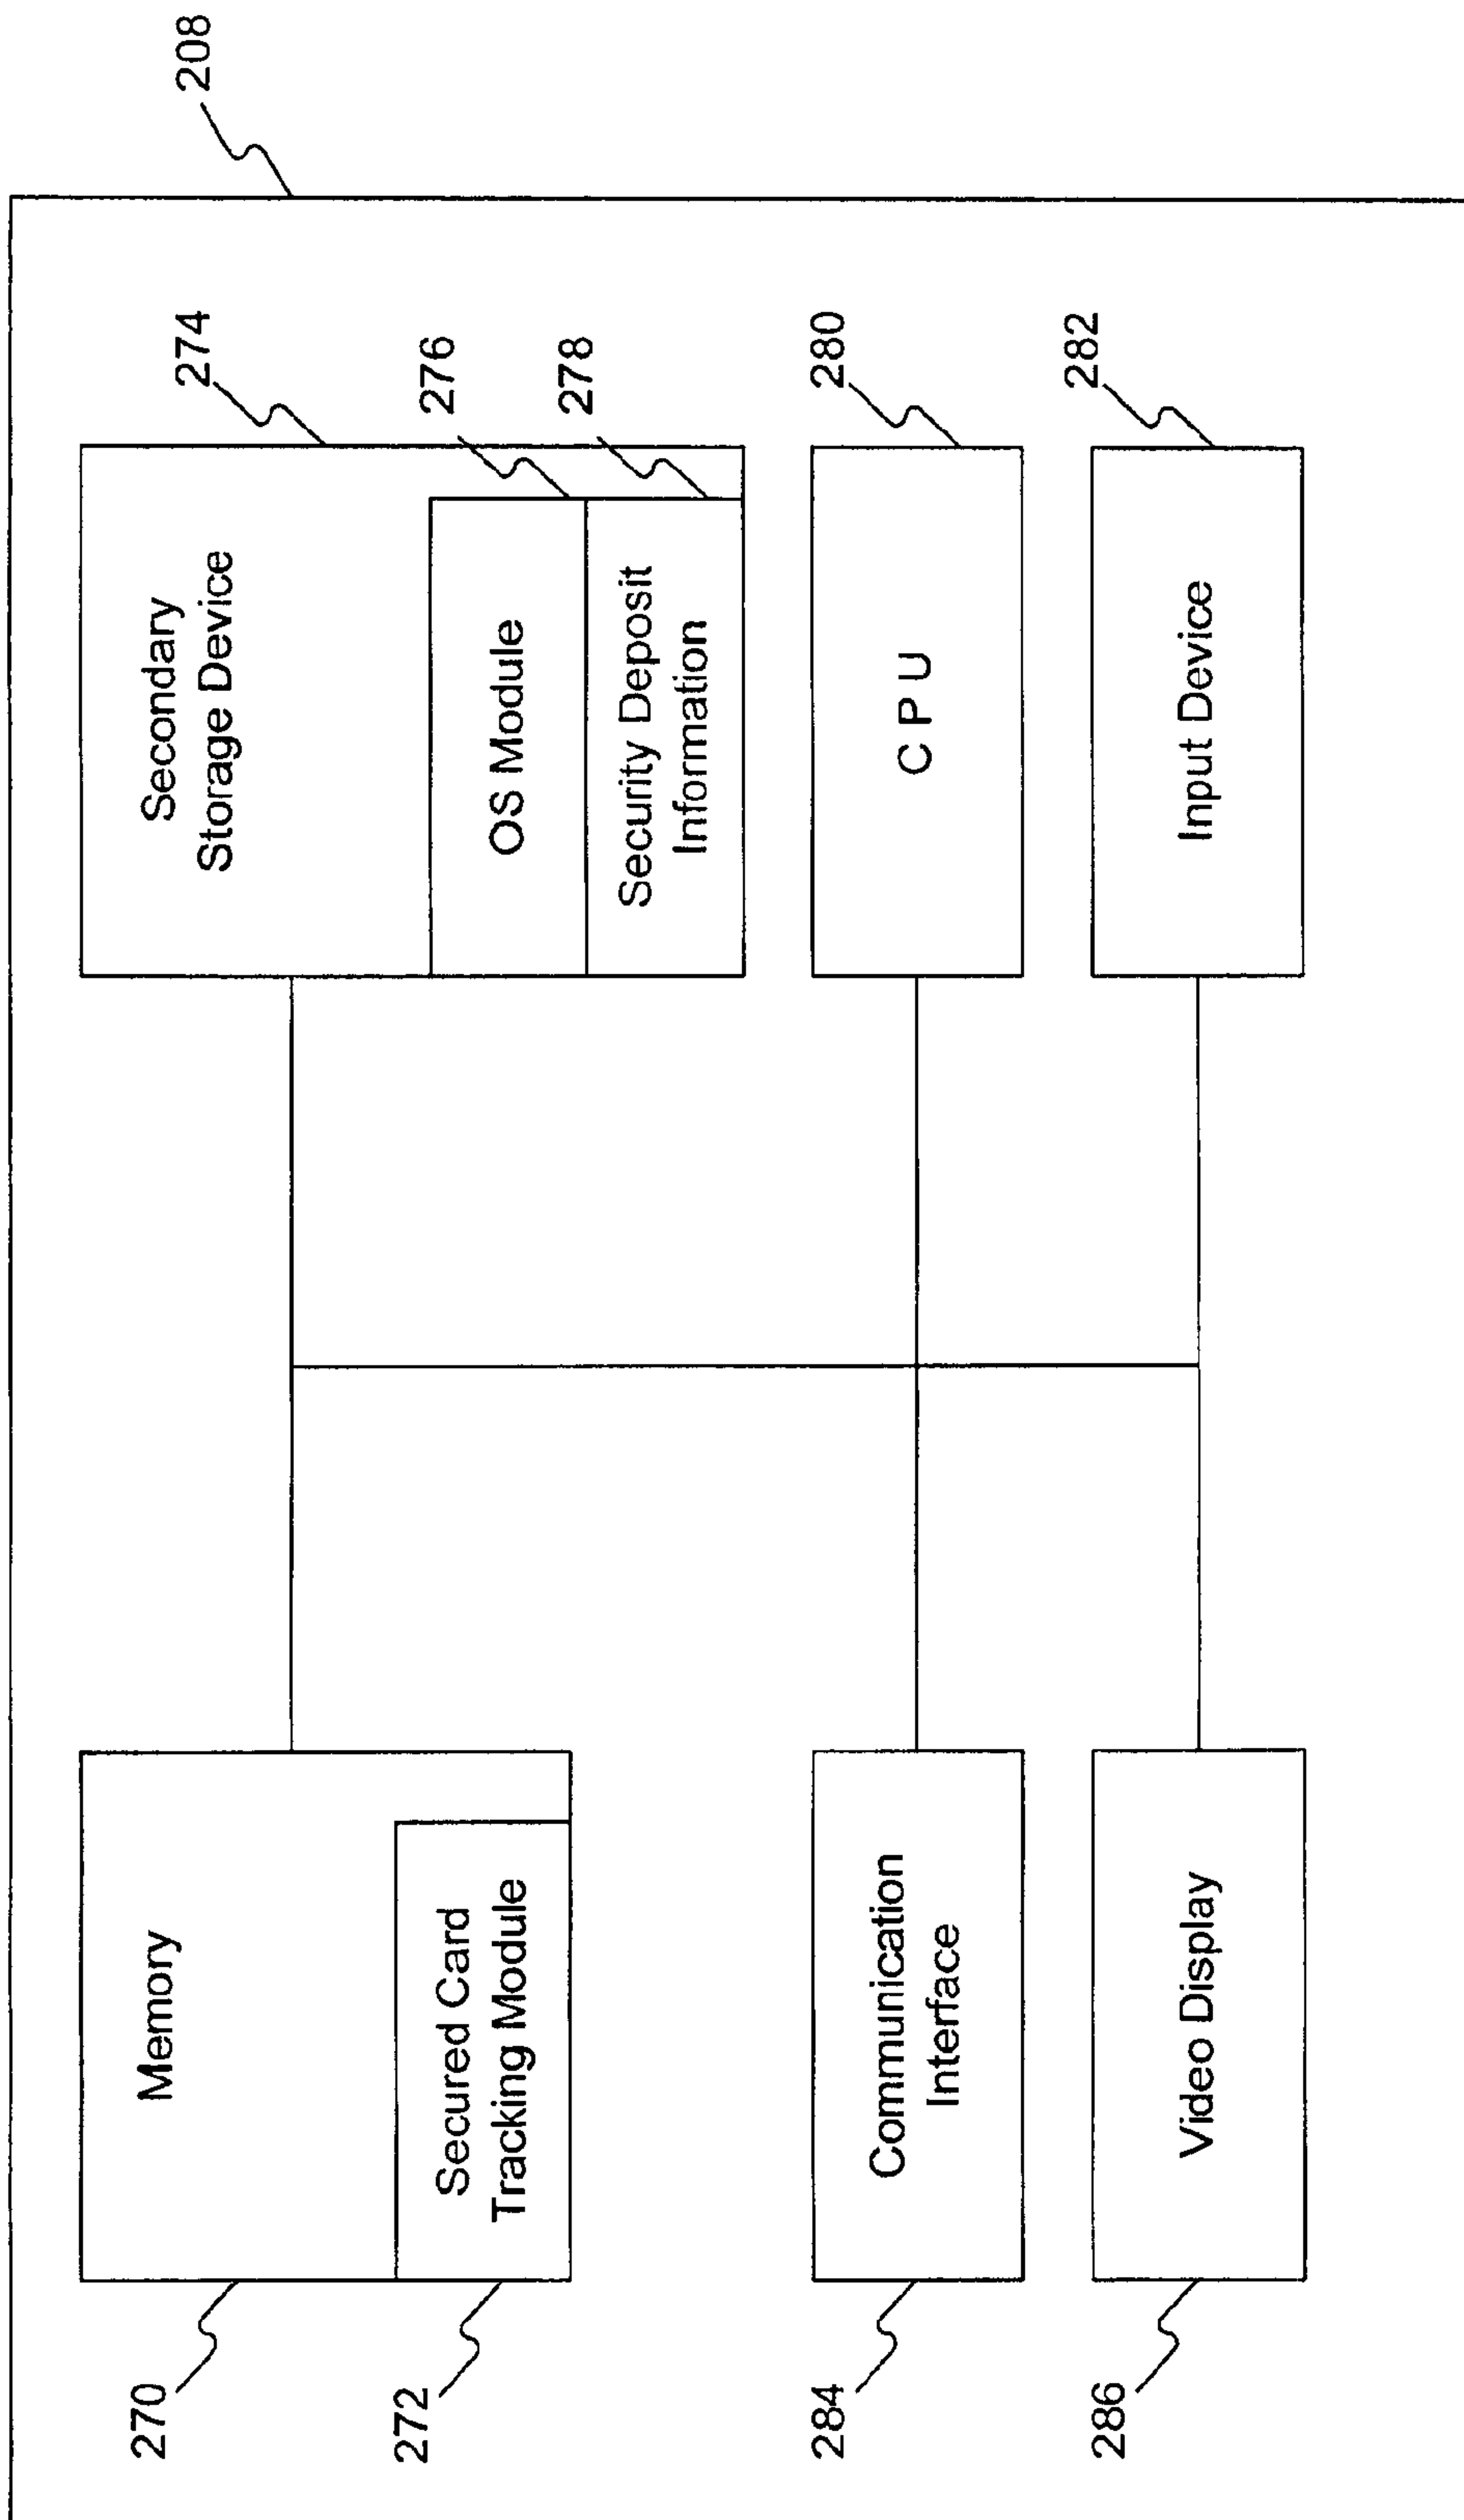 208
270
Memory
272
Secured Card
Tracking Module
274
Secondary
Storage Device
276
OS Module
278
Security Deposit
Information
284
Communication
Interface
280
C P U
286
Video Display
282
Input Device